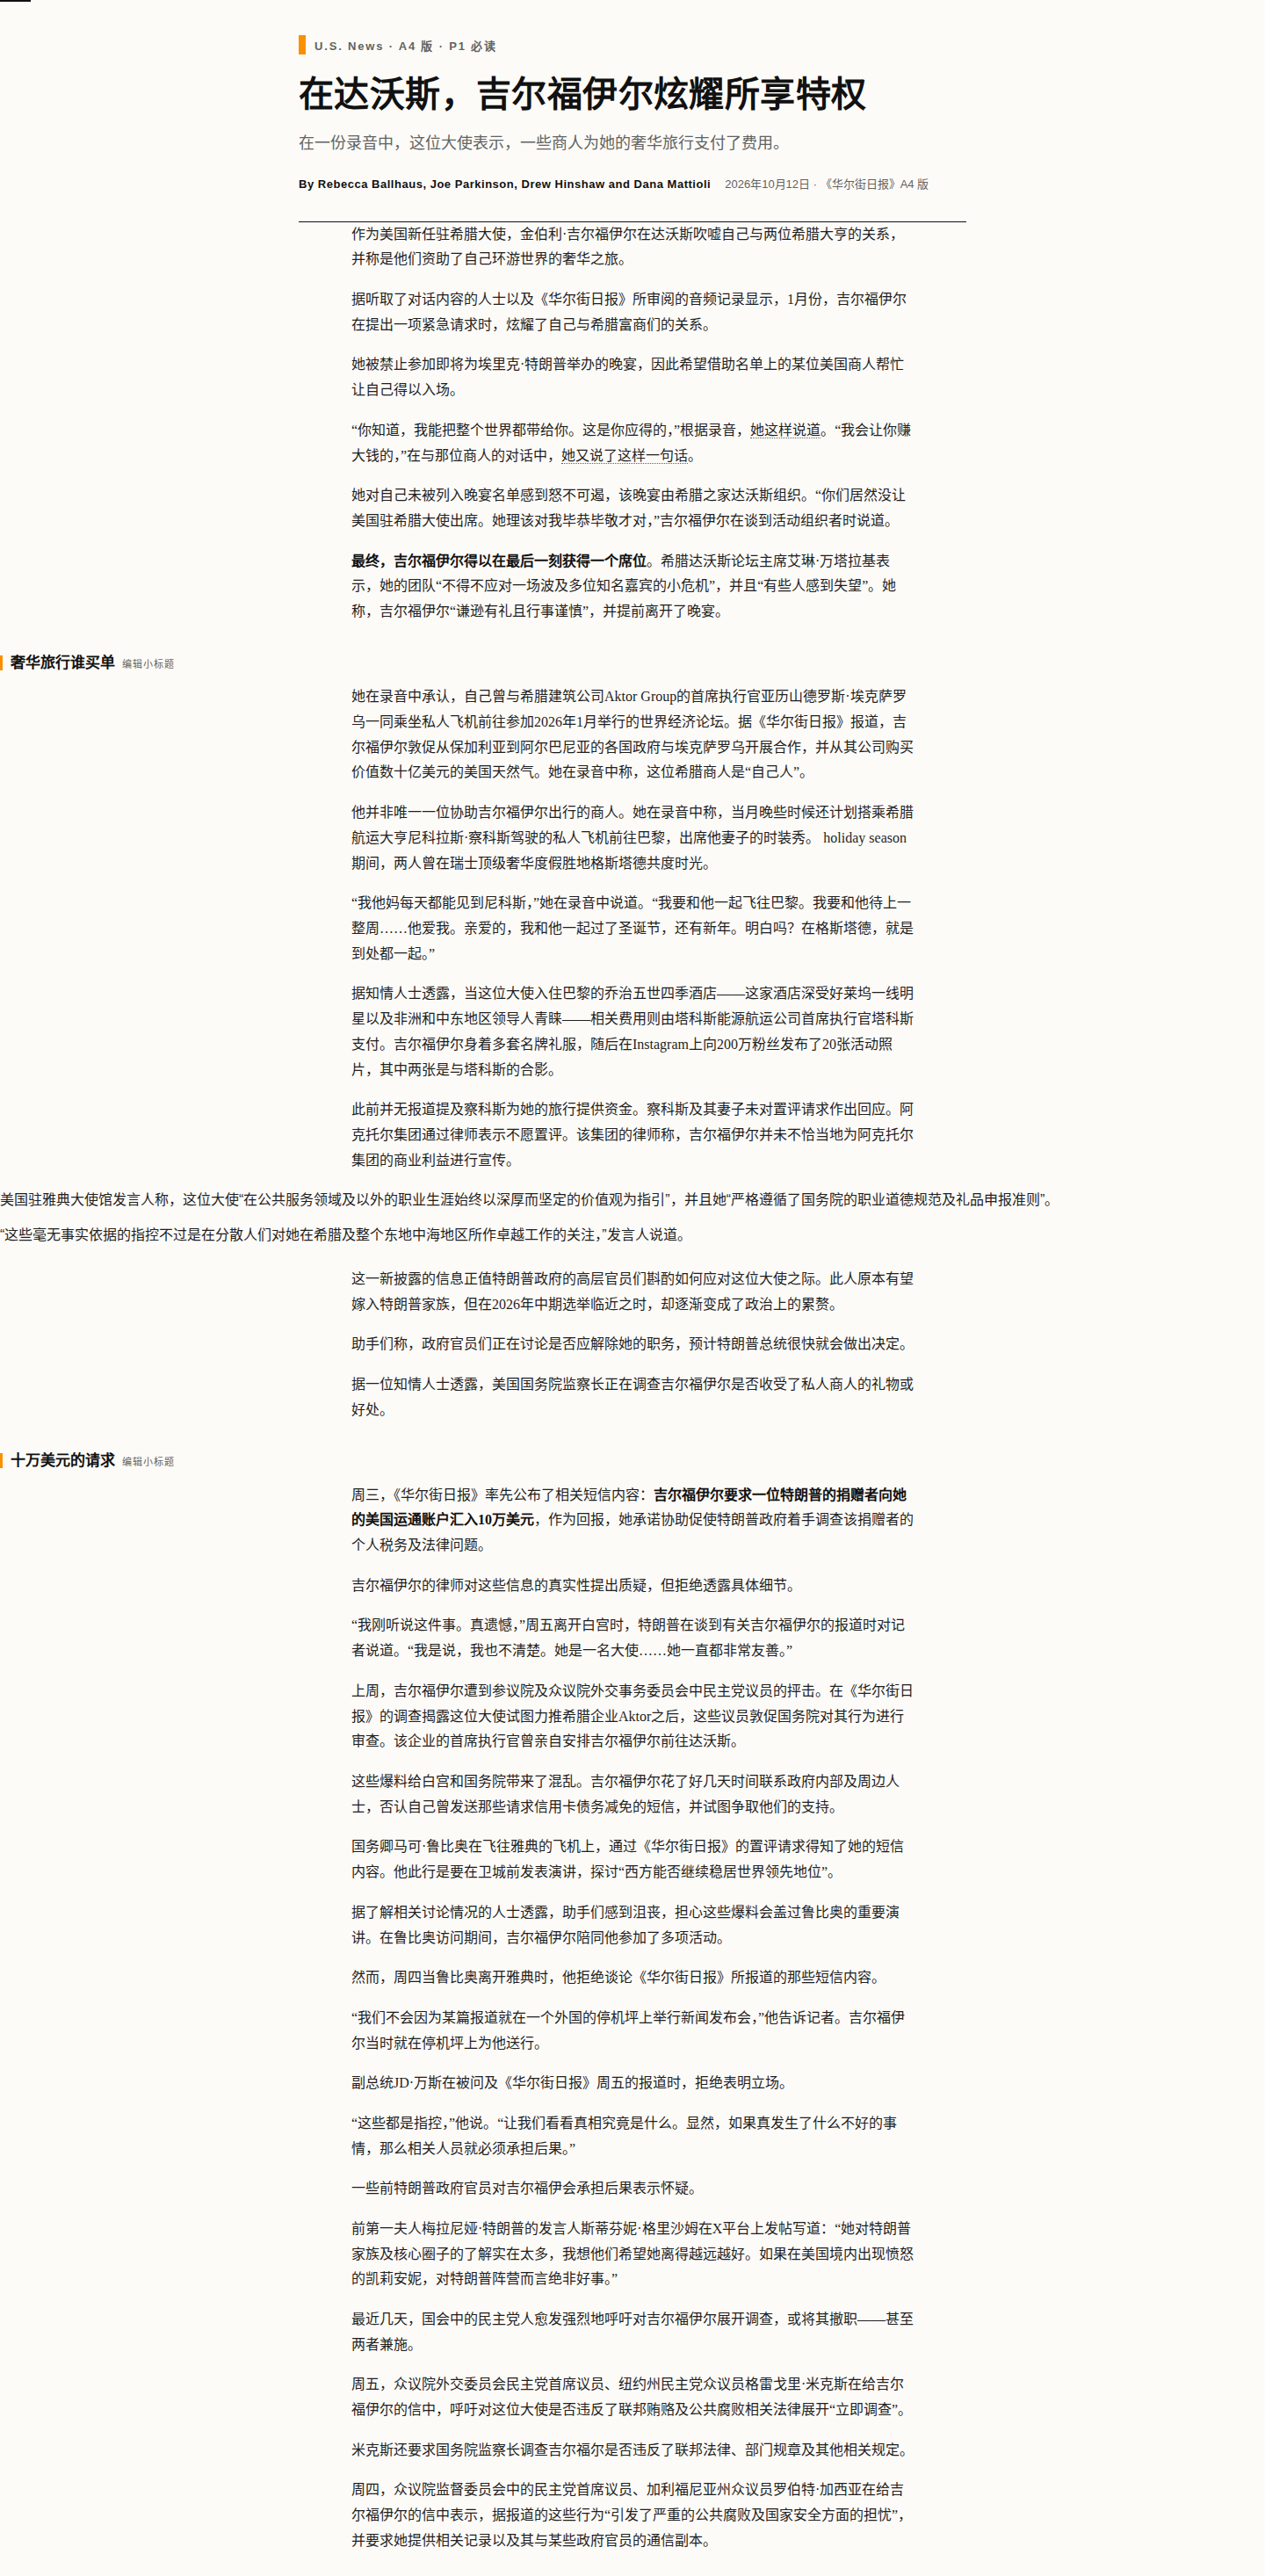 U.S. News · A4 版 · P1 必读
在达沃斯，吉尔福伊尔炫耀所享特权
在一份录音中，这位大使表示，一些商人为她的奢华旅行支付了费用。
By Rebecca Ballhaus, Joe Parkinson, Drew Hinshaw and Dana Mattioli 2026年10月12日 · 《华尔街日报》A4 版
作为美国新任驻希腊大使，金伯利·吉尔福伊尔在达沃斯吹嘘自己与两位希腊大亨的关系，
并称是他们资助了自己环游世界的奢华之旅。
据听取了对话内容的人士以及《华尔街日报》所审阅的音频记录显示，1月份，吉尔福伊尔
在提出一项紧急请求时，炫耀了自己与希腊富商们的关系。
她被禁止参加即将为埃里克·特朗普举办的晚宴，因此希望借助名单上的某位美国商人帮忙
让自己得以入场。
“你知道，我能把整个世界都带给你。这是你应得的，”根据录音，她这样说道。“我会让你赚
大钱的，”在与那位商人的对话中，她又说了这样一句话。
她对自己未被列入晚宴名单感到怒不可遏，该晚宴由希腊之家达沃斯组织。“你们居然没让
美国驻希腊大使出席。她理该对我毕恭毕敬才对，”吉尔福伊尔在谈到活动组织者时说道。
最终，吉尔福伊尔得以在最后一刻获得一个席位。希腊达沃斯论坛主席艾琳·万塔拉基表
示，她的团队“不得不应对一场波及多位知名嘉宾的小危机”，并且“有些人感到失望”。她
称，吉尔福伊尔“谦逊有礼且行事谨慎”，并提前离开了晚宴。
奢华旅行谁买单 编辑小标题
她在录音中承认，自己曾与希腊建筑公司Aktor Group的首席执行官亚历山德罗斯·埃克萨罗
乌一同乘坐私人飞机前往参加2026年1月举行的世界经济论坛。据《华尔街日报》报道，吉
尔福伊尔敦促从保加利亚到阿尔巴尼亚的各国政府与埃克萨罗乌开展合作，并从其公司购买
价值数十亿美元的美国天然气。她在录音中称，这位希腊商人是“自己人”。
他并非唯一一位协助吉尔福伊尔出行的商人。她在录音中称，当月晚些时候还计划搭乘希腊
航运大亨尼科拉斯·察科斯驾驶的私人飞机前往巴黎，出席他妻子的时装秀。 holiday season
期间，两人曾在瑞士顶级奢华度假胜地格斯塔德共度时光。
“我他妈每天都能见到尼科斯，”她在录音中说道。“我要和他一起飞往巴黎。我要和他待上一
整周……他爱我。亲爱的，我和他一起过了圣诞节，还有新年。明白吗？在格斯塔德，就是
到处都一起。”
据知情人士透露，当这位大使入住巴黎的乔治五世四季酒店——这家酒店深受好莱坞一线明
星以及非洲和中东地区领导人青睐——相关费用则由塔科斯能源航运公司首席执行官塔科斯
支付。吉尔福伊尔身着多套名牌礼服，随后在Instagram上向200万粉丝发布了20张活动照
片，其中两张是与塔科斯的合影。
此前并无报道提及察科斯为她的旅行提供资金。察科斯及其妻子未对置评请求作出回应。阿
克托尔集团通过律师表示不愿置评。该集团的律师称，吉尔福伊尔并未不恰当地为阿克托尔
集团的商业利益进行宣传。
美国驻雅典大使馆发言人称，这位大使“在公共服务领域及以外的职业生涯始终以深厚而坚定的价值观为指引”，并且她“严格遵循了国务院的职业道德规范及礼品申报准则”。
“这些毫无事实依据的指控不过是在分散人们对她在希腊及整个东地中海地区所作卓越工作的关注，”发言人说道。
这一新披露的信息正值特朗普政府的高层官员们斟酌如何应对这位大使之际。此人原本有望
嫁入特朗普家族，但在2026年中期选举临近之时，却逐渐变成了政治上的累赘。
助手们称，政府官员们正在讨论是否应解除她的职务，预计特朗普总统很快就会做出决定。
据一位知情人士透露，美国国务院监察长正在调查吉尔福伊尔是否收受了私人商人的礼物或
好处。
十万美元的请求 编辑小标题
周三，《华尔街日报》率先公布了相关短信内容：吉尔福伊尔要求一位特朗普的捐赠者向她
的美国运通账户汇入10万美元，作为回报，她承诺协助促使特朗普政府着手调查该捐赠者的
个人税务及法律问题。
吉尔福伊尔的律师对这些信息的真实性提出质疑，但拒绝透露具体细节。
“我刚听说这件事。真遗憾，”周五离开白宫时，特朗普在谈到有关吉尔福伊尔的报道时对记
者说道。“我是说，我也不清楚。她是一名大使……她一直都非常友善。”
上周，吉尔福伊尔遭到参议院及众议院外交事务委员会中民主党议员的抨击。在《华尔街日
报》的调查揭露这位大使试图力推希腊企业Aktor之后，这些议员敦促国务院对其行为进行
审查。该企业的首席执行官曾亲自安排吉尔福伊尔前往达沃斯。
这些爆料给白宫和国务院带来了混乱。吉尔福伊尔花了好几天时间联系政府内部及周边人
士，否认自己曾发送那些请求信用卡债务减免的短信，并试图争取他们的支持。
国务卿马可·鲁比奥在飞往雅典的飞机上，通过《华尔街日报》的置评请求得知了她的短信
内容。他此行是要在卫城前发表演讲，探讨“西方能否继续稳居世界领先地位”。
据了解相关讨论情况的人士透露，助手们感到沮丧，担心这些爆料会盖过鲁比奥的重要演
讲。在鲁比奥访问期间，吉尔福伊尔陪同他参加了多项活动。
然而，周四当鲁比奥离开雅典时，他拒绝谈论《华尔街日报》所报道的那些短信内容。
“我们不会因为某篇报道就在一个外国的停机坪上举行新闻发布会，”他告诉记者。吉尔福伊
尔当时就在停机坪上为他送行。
副总统JD·万斯在被问及《华尔街日报》周五的报道时，拒绝表明立场。
“这些都是指控，”他说。“让我们看看真相究竟是什么。显然，如果真发生了什么不好的事
情，那么相关人员就必须承担后果。”
一些前特朗普政府官员对吉尔福伊会承担后果表示怀疑。
前第一夫人梅拉尼娅·特朗普的发言人斯蒂芬妮·格里沙姆在X平台上发帖写道：“她对特朗普
家族及核心圈子的了解实在太多，我想他们希望她离得越远越好。如果在美国境内出现愤怒
的凯莉安妮，对特朗普阵营而言绝非好事。”
最近几天，国会中的民主党人愈发强烈地呼吁对吉尔福伊尔展开调查，或将其撤职——甚至
两者兼施。
周五，众议院外交委员会民主党首席议员、纽约州民主党众议员格雷戈里·米克斯在给吉尔
福伊尔的信中，呼吁对这位大使是否违反了联邦贿赂及公共腐败相关法律展开“立即调查”。
米克斯还要求国务院监察长调查吉尔福尔是否违反了联邦法律、部门规章及其他相关规定。
周四，众议院监督委员会中的民主党首席议员、加利福尼亚州众议员罗伯特·加西亚在给吉
尔福伊尔的信中表示，据报道的这些行为“引发了严重的公共腐败及国家安全方面的担忧”，
并要求她提供相关记录以及其与某些政府官员的通信副本。